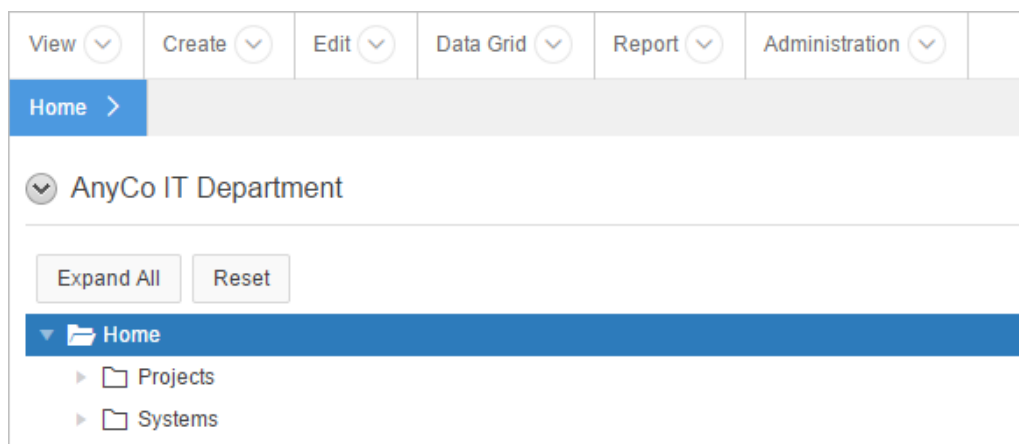 View Create Edit Data Grid Report Administration
Home
AnyCo IT Department
Expand All Reset
Home
Projects
Systems